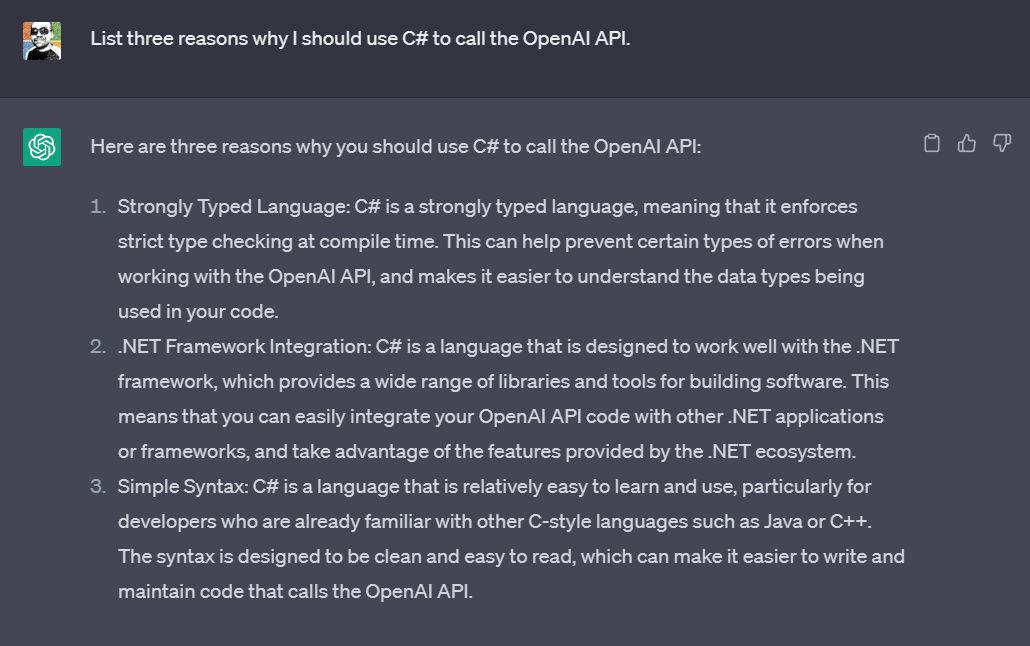 List three reasons why I should use C# to call the OpenAI API.
Here are three reasons why you should use C# to call the OpenAI API:
1. Strongly Typed Language: C# is a strongly typed language, meaning that it enforces
strict type checking at compile time. This can help prevent certain types of errors when
working with the OpenAI API, and makes it easier to understand the data types being
used in your code.
2. .NET Framework Integration: C# is a language that is designed to work well with the .NET
framework, which provides a wide range of libraries and tools for building software. This
means that you can easily integrate your OpenAI API code with other .NET applications
or frameworks, and take advantage of the features provided by the .NET ecosystem.
3. Simple Syntax: C# is a language that is relatively easy to learn and use, particularly for
developers who are already familiar with other C-style languages such as Java or C++.
The syntax is designed to be clean and easy to read, which can make it easier to write and
maintain code that calls the OpenAI API.